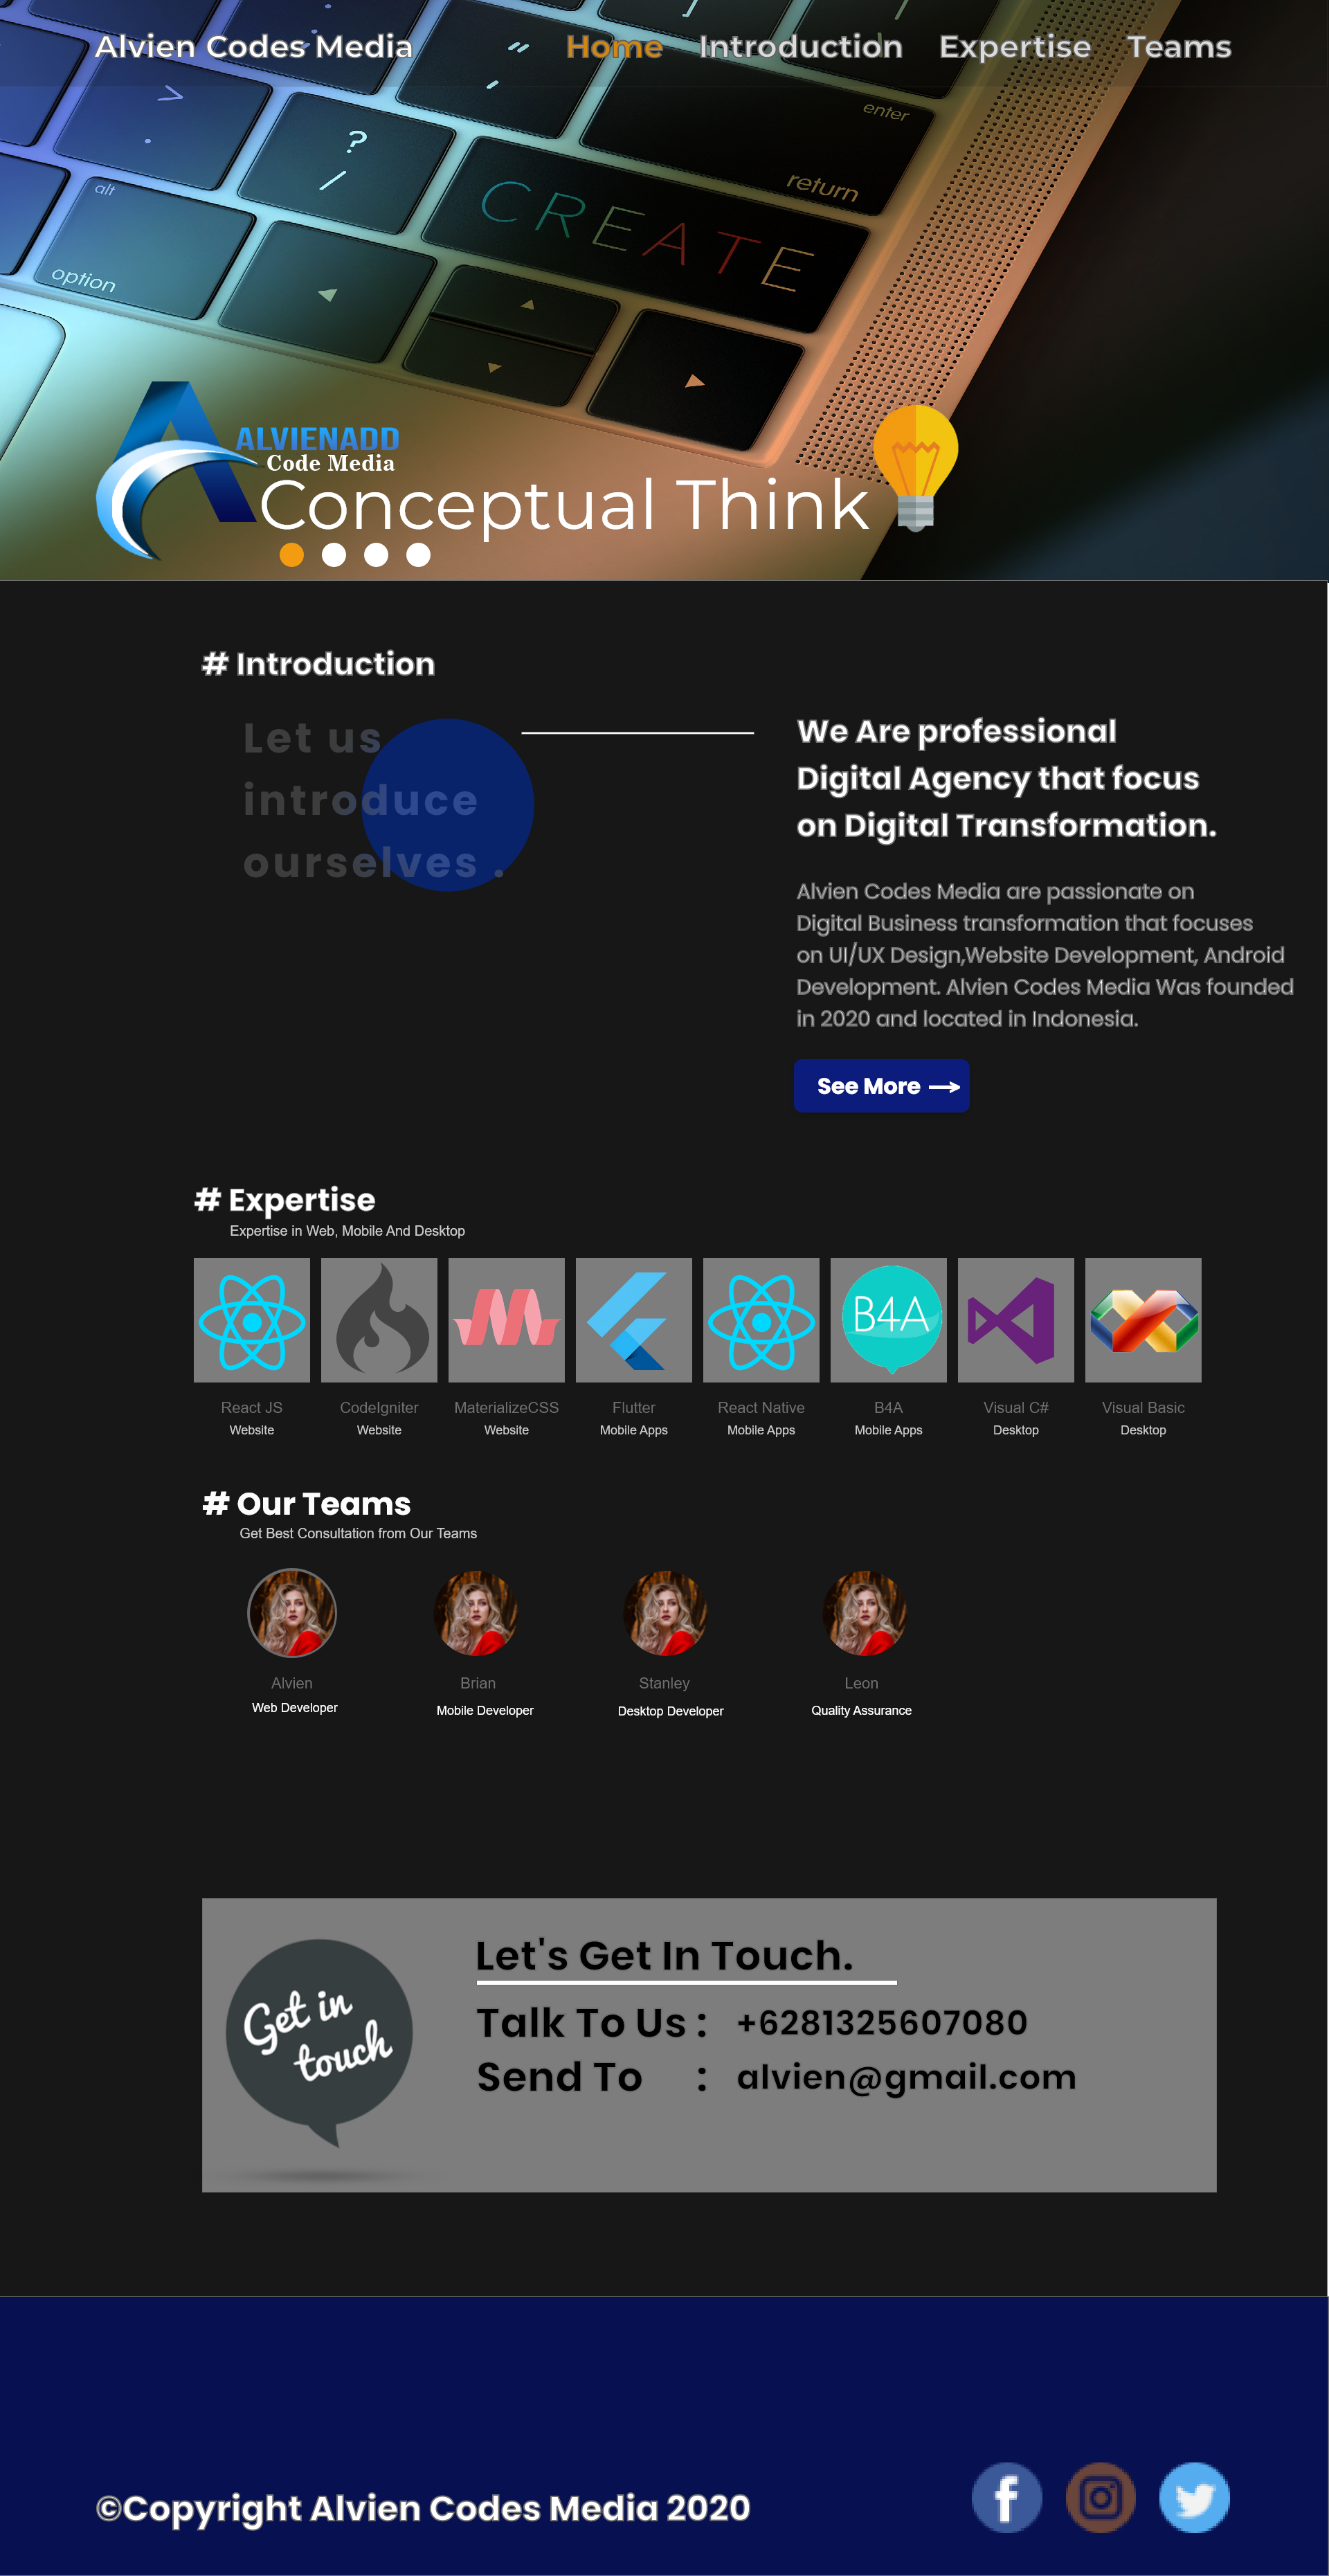 Alvien Codes Media
Home Introduction Expertise Teams
enter
return
?
/
alt
option
CREATE
ALVIENADD
Code Media
Conceptual Think
# Introduction
Let us
introduce
ourselves .
We Are professional
Digital Agency that focus
on Digital Transformation.
Alvien Codes Media are passionate on
Digital Business transformation that focuses
on UI/UX Design,Website Development, Android
Development. Alvien Codes Media Was founded
in 2020 and located in Indonesia.
See More
# Expertise
Expertise in Web, Mobile And Desktop
B4A
React JS CodeIgniter MaterializeCSS Flutter React Native B4A Visual C# Visual Basic
Website Website Website Mobile Apps Mobile Apps Mobile Apps Desktop Desktop
# Our Teams
Get Best Consultation from Our Teams
Alvien Brian Stanley Leon
Web Developer Mobile Developer Desktop Developer Quality Assurance
Get in
touch
Let's Get In Touch.
Talk To Us : +6281325607080
Send To : alvien@gmail.com
©Copyright Alvien Codes Media 2020